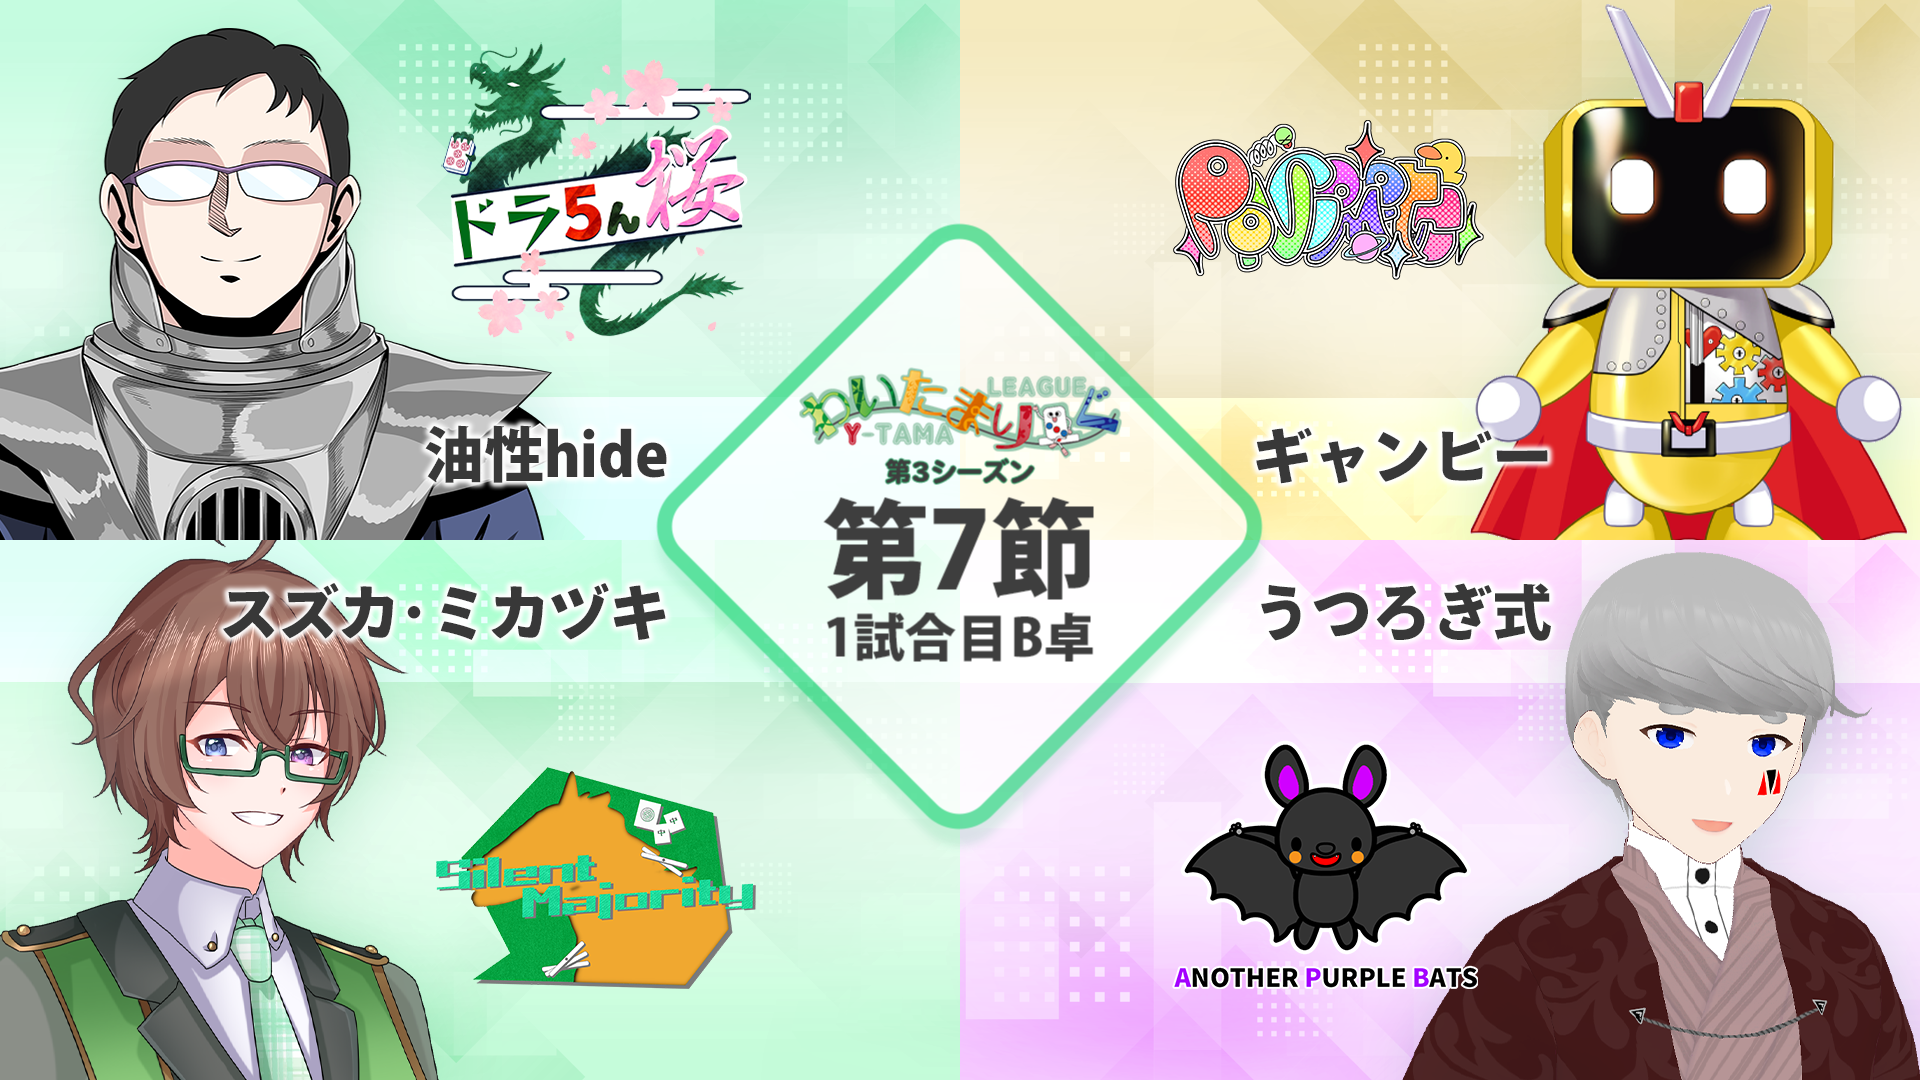 ドラ5ん桜
油性hide
ギャンビー
わいたまりーぐ
LEAGUE
Y-TAMA
第3シーズン
第7節
1試合目B卓
スズカ・ミカヅキ
Silent
Majority
うつろぎ式
ANOTHER PURPLE BATS